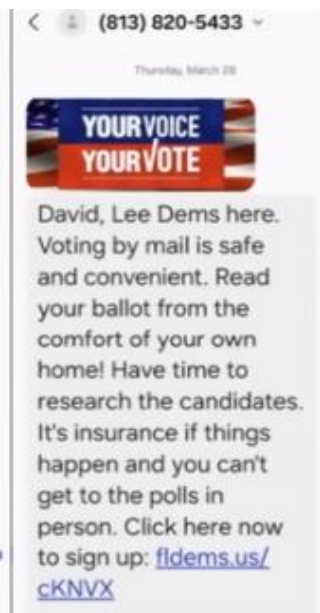 (813) 820-5433
Thursday, March 28
YOUR VOICE
YOUR VOTE
David, Lee Dems here.
Voting by mail is safe
and convenient. Read
your ballot from the
comfort of your own
home! Have time to
research the candidates.
It's insurance if things
happen and you can't
get to the polls in
person. Click here now
to sign up: fldems.us/
cKNVX